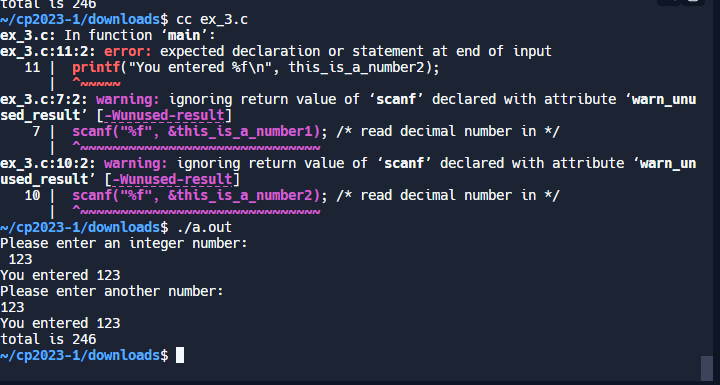 total is 246
~/cp2023-1/downloads$ cc ex_3.c
ex_3.c: In function ‘main’:
ex_3.c:11:2: error: expected declaration or statement at end of input
   11 |  printf("You entered %f\n", this_is_a_number2);
      |  ^~~~~~
ex_3.c:7:2: warning: ignoring return value of ‘scanf’ declared with attribute ‘warn_unu
sed_result’ [-Wunused-result]
    7 |  scanf("%f", &this_is_a_number1); /* read decimal number in */
      |  ^~~~~~~~~~~~~~~~~~~~~~~~~~~~~~~
ex_3.c:10:2: warning: ignoring return value of ‘scanf’ declared with attribute ‘warn_un
used_result’ [-Wunused-result]
   10 |  scanf("%f", &this_is_a_number2); /* read decimal number in */
      |  ^~~~~~~~~~~~~~~~~~~~~~~~~~~~~~~
~/cp2023-1/downloads$ ./a.out
Please enter an integer number:
 123
You entered 123
Please enter another number:
123
You entered 123
total is 246
~/cp2023-1/downloads$